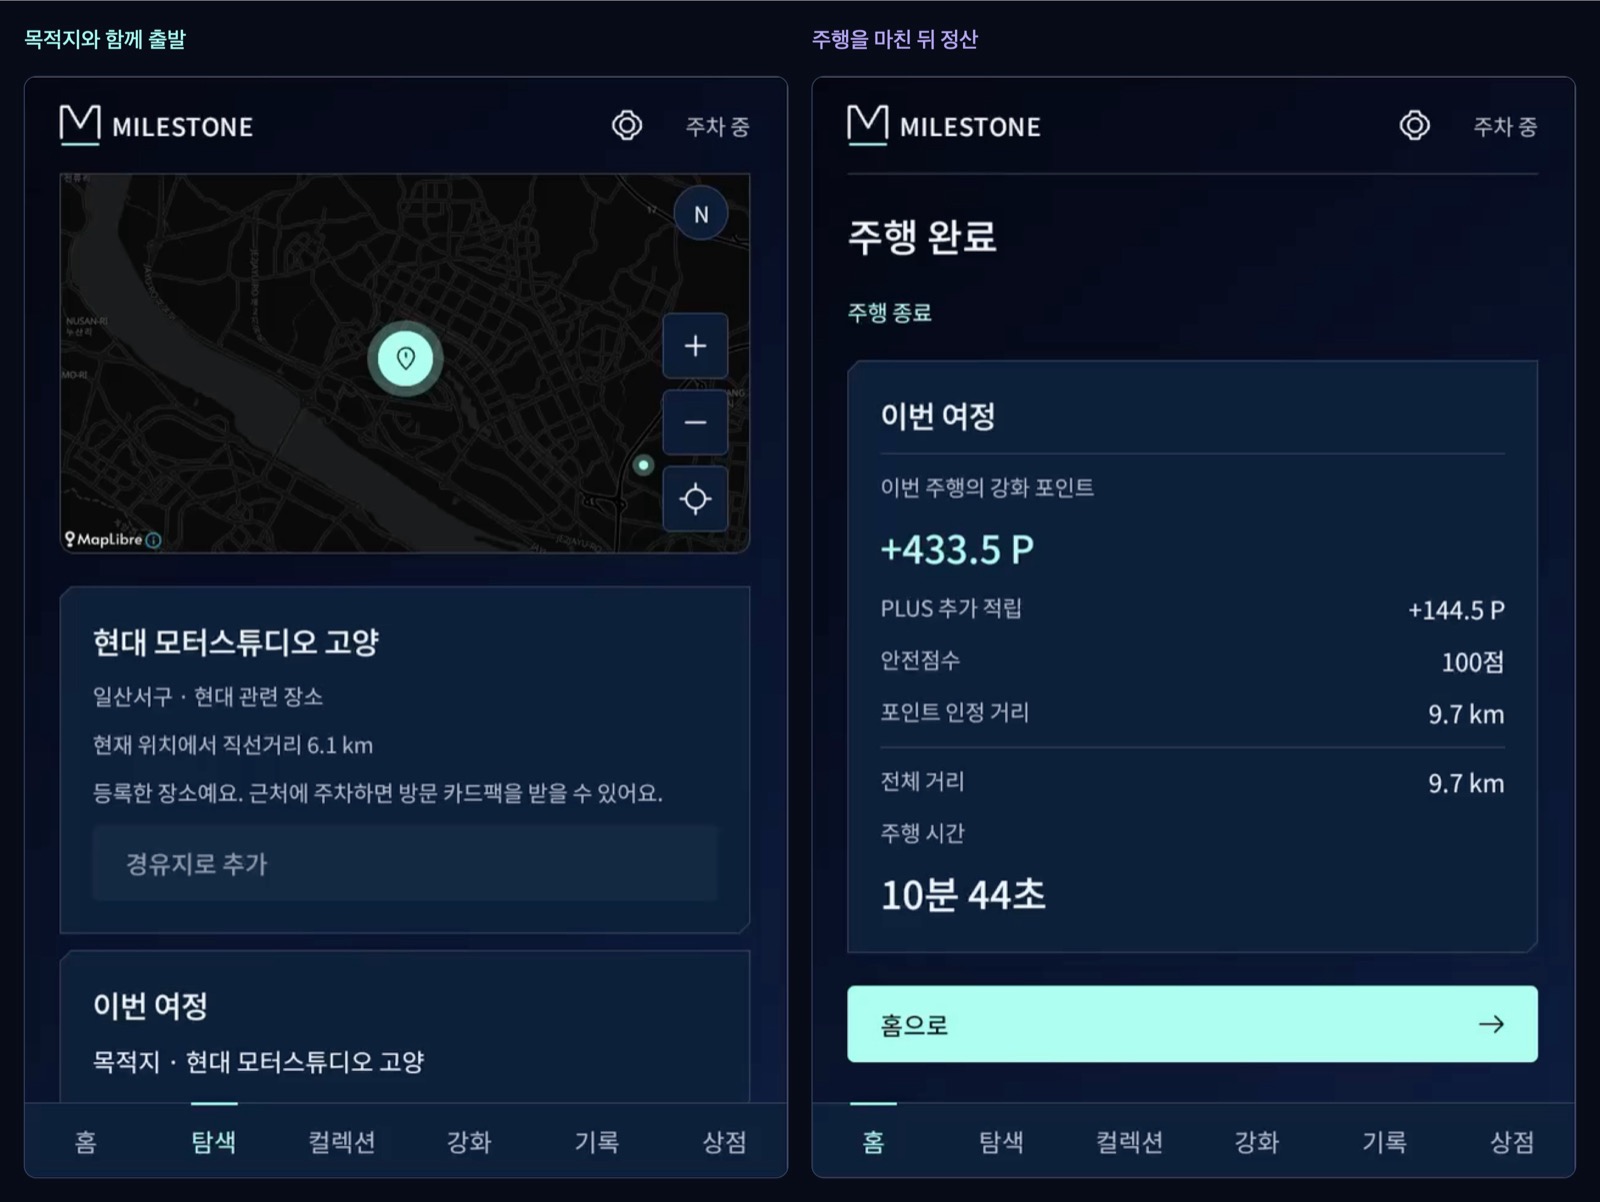 목적지와 함께 출발
MILESTONE
주차 중
N
17
NUSAN-RI
누산리
MO-RI
MapLibre
현대 모터스튜디오 고양
일산서구 · 현대 관련 장소
현재 위치에서 직선거리 6.1 km
등록한 장소예요. 근처에 주차하면 방문 카드팩을 받을 수 있어요.
경유지로 추가
이번 여정
목적지 · 현대 모터스튜디오 고양
홈 탐색 컬렉션 강화 기록 상점
주행을 마친 뒤 정산
MILESTONE
주차 중
주행 완료
주행 종료
이번 여정
이번 주행의 강화 포인트
+433.5 P
PLUS 추가 적립 +144.5 P
안전점수 100점
포인트 인정 거리 9.7 km
전체 거리 9.7 km
주행 시간
10분 44초
홈으로
홈 탐색 컬렉션 강화 기록 상점